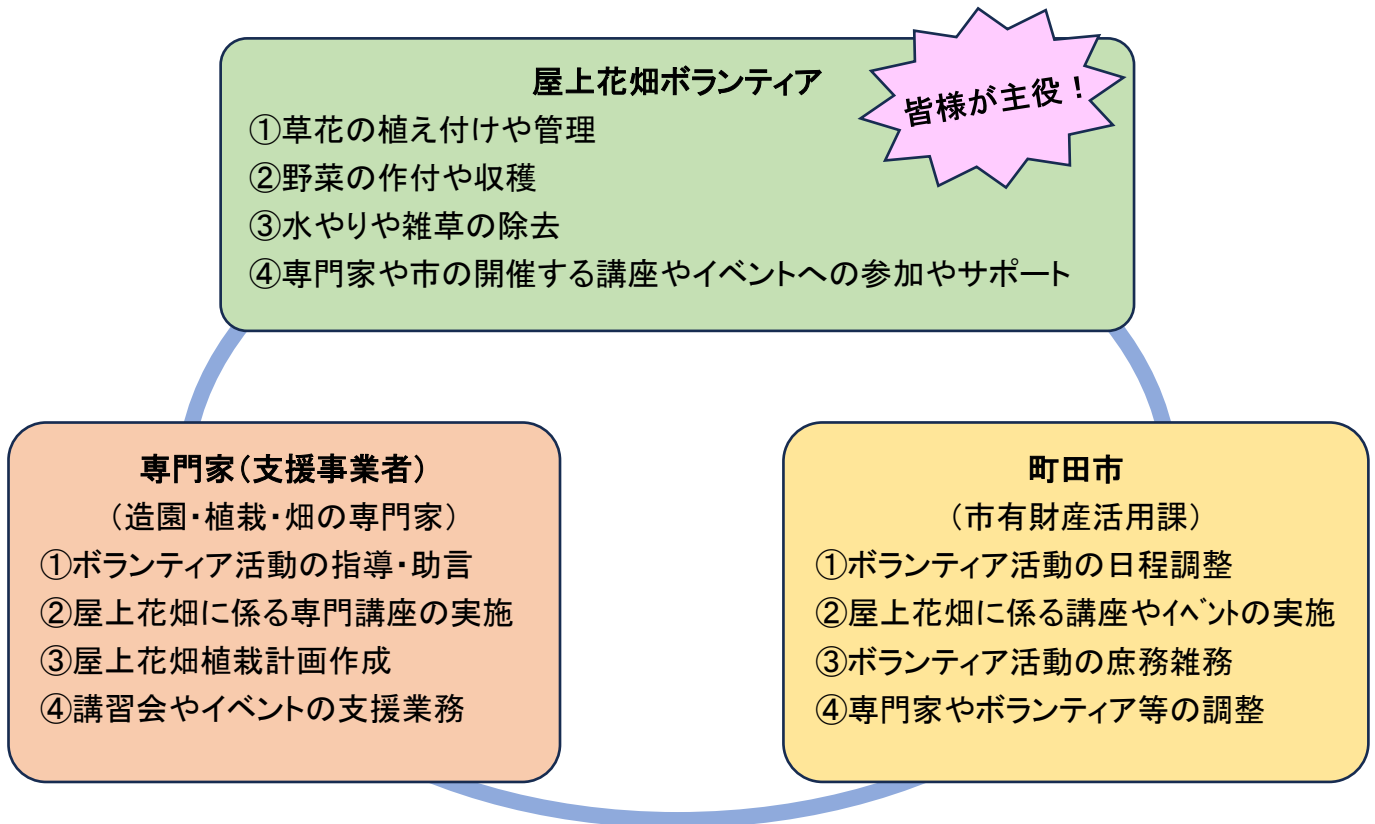 屋上花畑ボランティア
皆様が主役！
①草花の植え付けや管理
②野菜の作付や収穫
③水やりや雑草の除去
④専門家や市の開催する講座やイベントへの参加やサポート
専門家（支援事業者）
（造園・植栽・畑の専門家）
①ボランティア活動の指導・助言
②屋上花畑に係る専門講座の実施
③屋上花畑植栽計画作成
④講習会やイベントの支援業務
町田市
（市有財産活用課）
①ボランティア活動の日程調整
②屋上花畑に係る講座やｲﾍﾞﾝﾄの実施
③ボランティア活動の庶務雑務
④専門家やボランティア等の調整